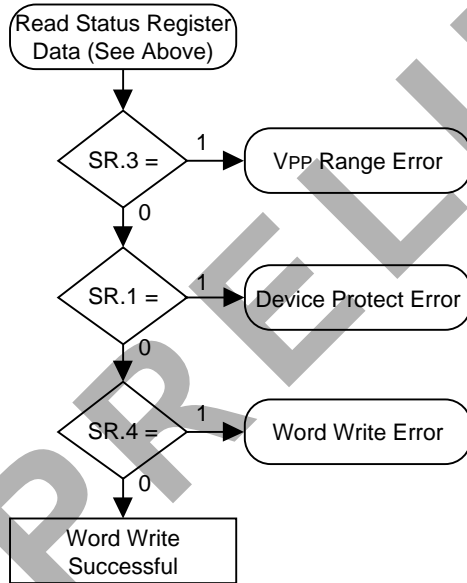 Read Status Register
Data (See Above)
SR.3 =
1
VPP Range Error
0
SR.1 =
1
Device Protect Error
0
SR.4 =
1
Word Write Error
0
Word Write
Successful
PRELI